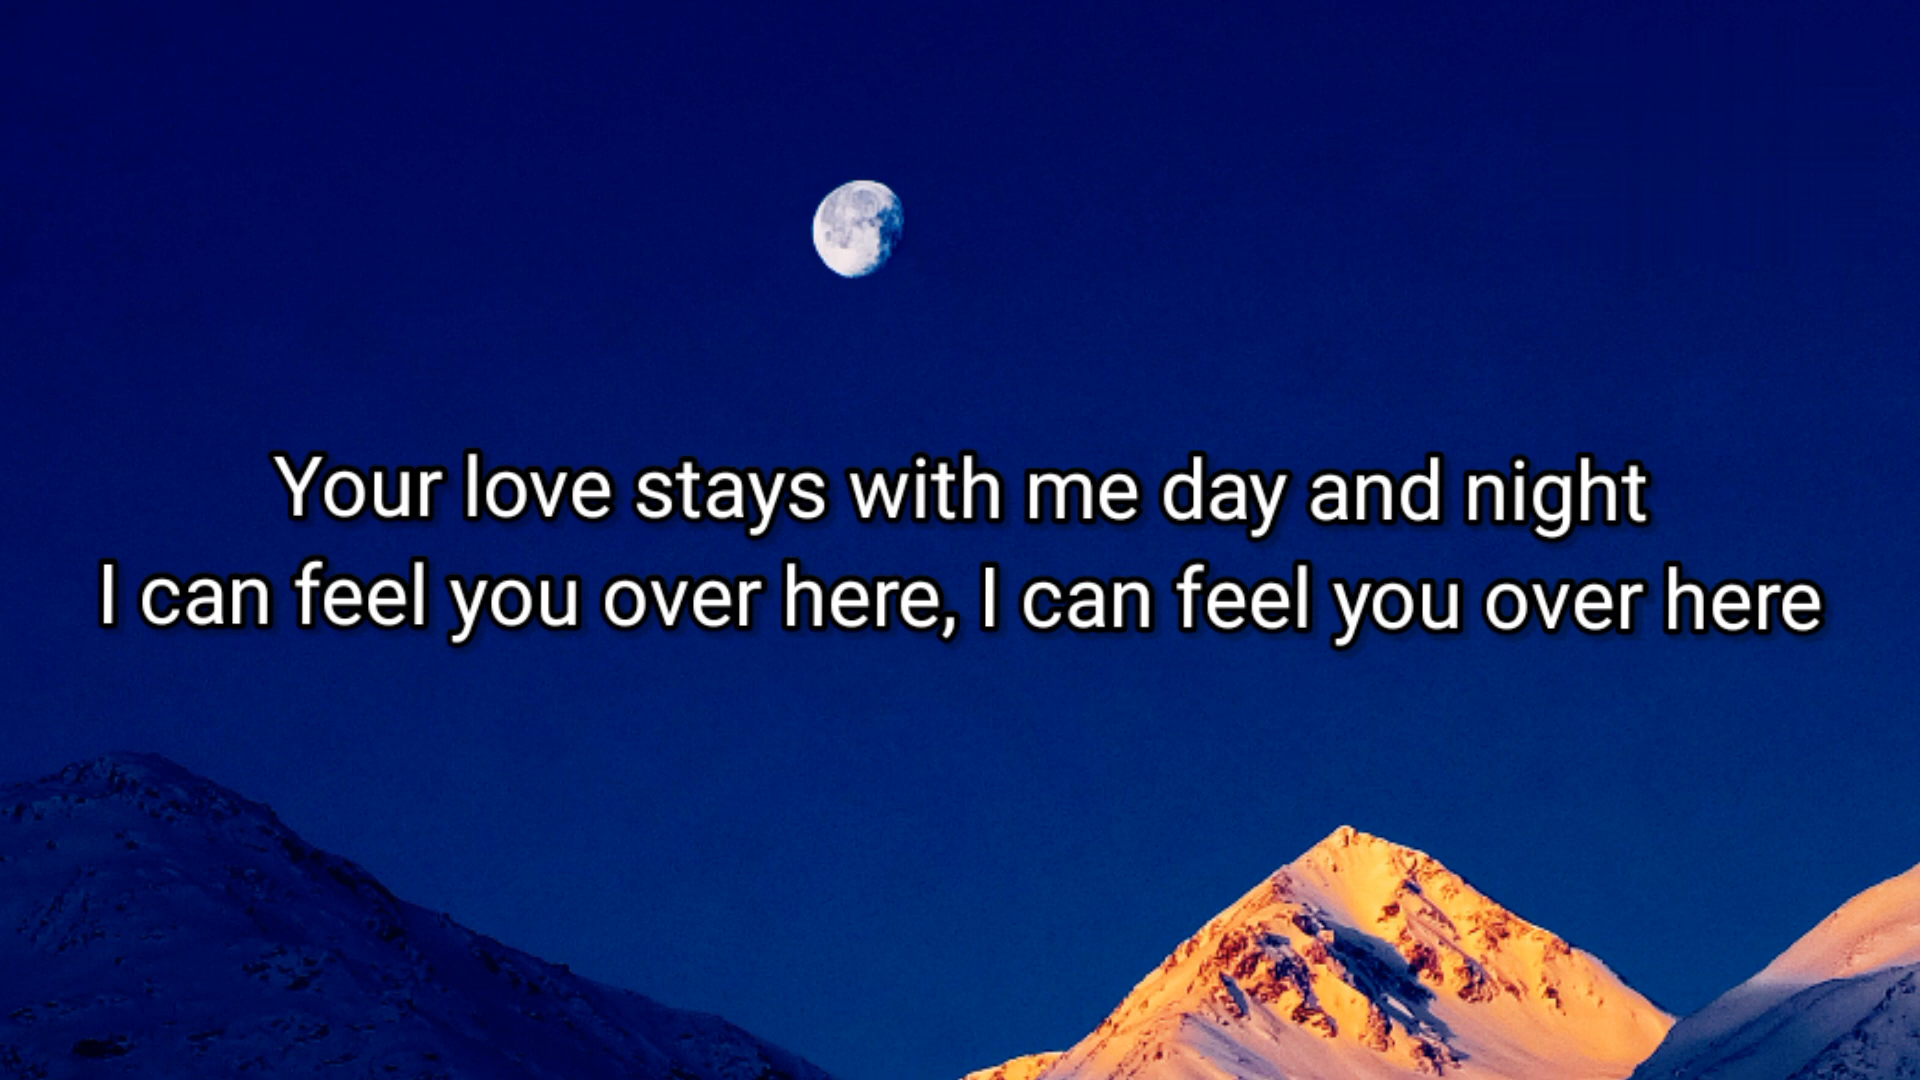 Your love stays with me day and night
I can feel you over here, I can feel you over here